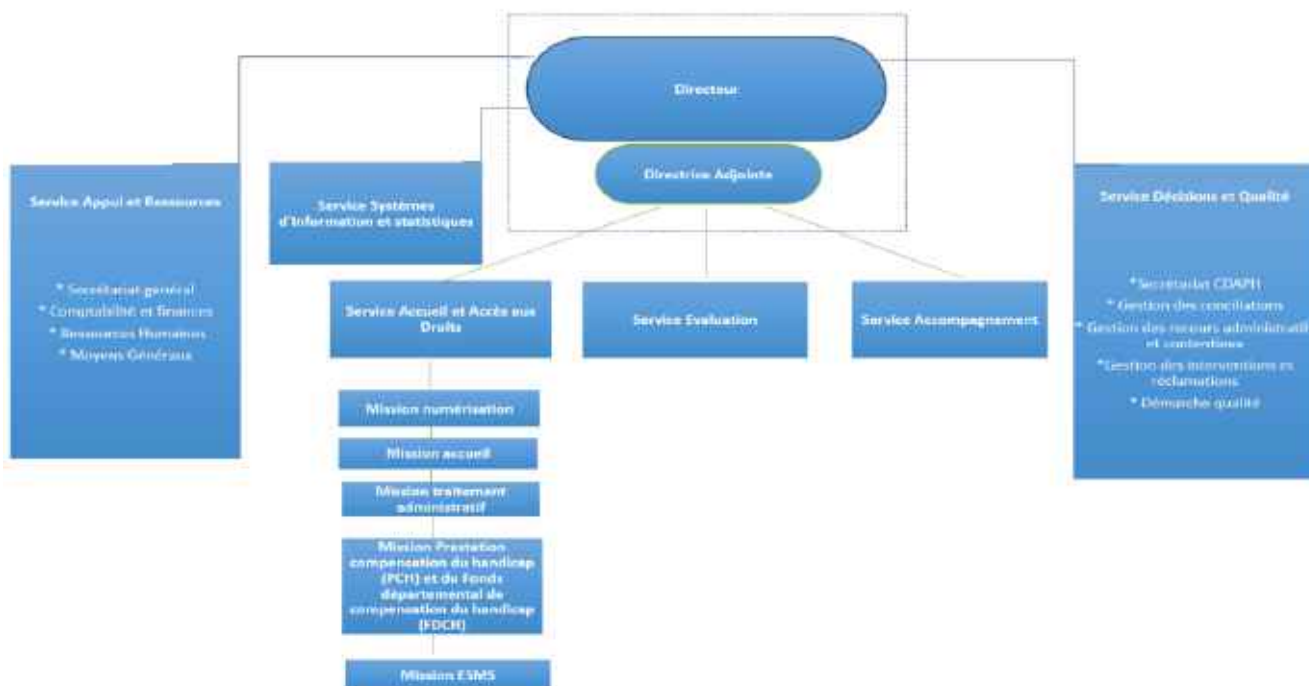 Directeur
Directrice Adjointe
Service Appui et Ressources
* Secrétariat général
* Comptabilité et finances
* Ressources Humaines
* Moyens Généraux
Service Systèmes
d'Information et statistiques
Service Décisions et Qualité
*Secrétariat CDAPH
* Gestion des conciliations
* Gestion des recours administratif
et contentieux
*Gestion des interventions et
réclamations
* Démarche qualité
Service Accueil et Accès aux
Droits
Service Evaluation
Service Accompagnement
Mission numérisation
Mission accueil
Mission traitement
administratif
Mission Prestation
compensation du handicap
(PCH) et du Fonds
départemental de
compensation du handicap
(FDCH)
Mission ESMS